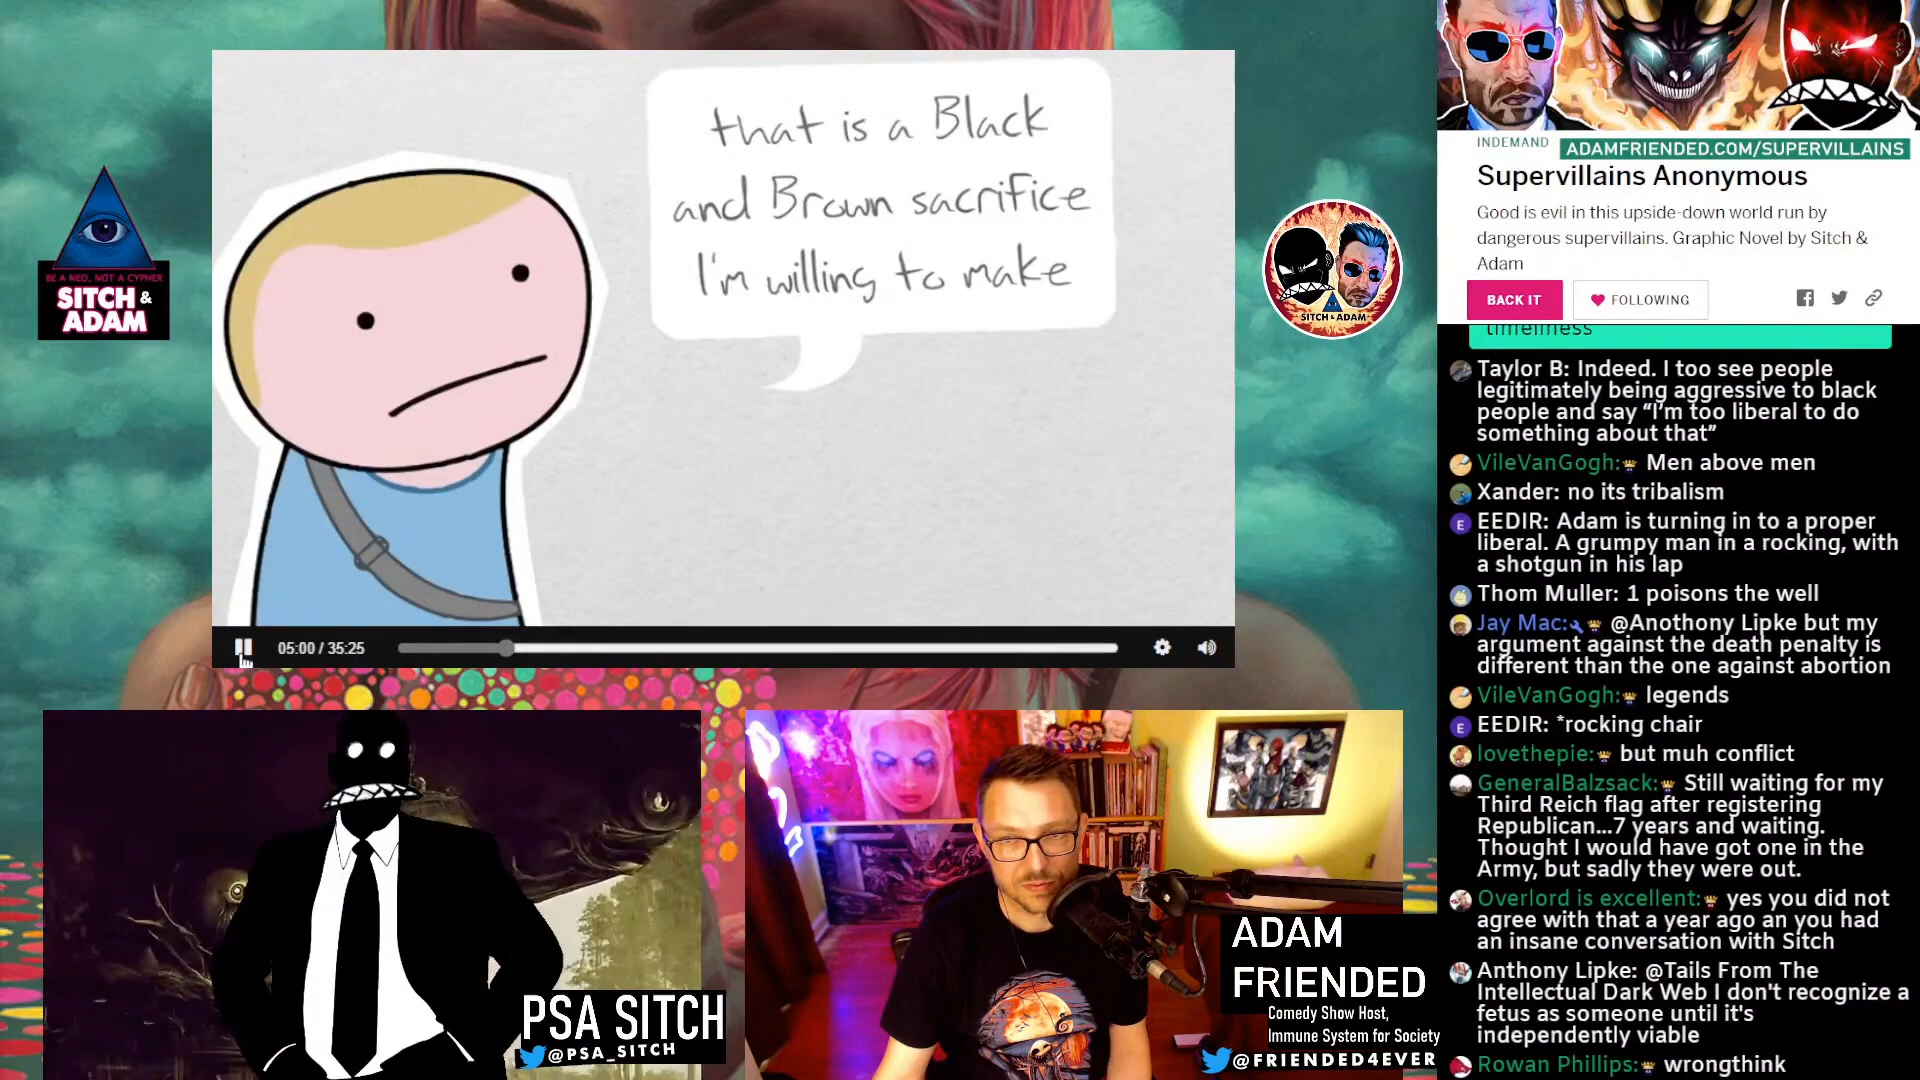 that is a Black
and Brown sacrifice
I'm willing to make
05:00 / 35:25
BE A NEO, NOT A CYPHER
SITCH &
ADAM
SITCH & ADAM
INDEMAND
ADAMFRIENDED.COM/SUPERVILLAINS
Supervillains Anonymous
Good is evil in this upside-down world run by
dangerous supervillains. Graphic Novel by Sitch &
Adam
BACK IT
FOLLOWING
timeliness
Taylor B: Indeed. I too see people
legitimately being aggressive to black
people and say “I’m too liberal to do
something about that”
VileVanGogh: Men above men
Xander: no its tribalism
E EEDIR: Adam is turning in to a proper
liberal. A grumpy man in a rocking, with
a shotgun in his lap
Thom Muller: 1 poisons the well
Jay Mac: @Anothony Lipke but my
argument against the death penalty is
different than the one against abortion
VileVanGogh: legends
E EEDIR: *rocking chair
lovethepie: but muh conflict
GeneralBalzsack: Still waiting for my
Third Reich flag after registering
Republican...7 years and waiting.
Thought I would have got one in the
Army, but sadly they were out.
Overlord is excellent: yes you did not
agree with that a year ago an you had
an insane conversation with Sitch
Anthony Lipke: @Tails From The
Intellectual Dark Web I don't recognize a
fetus as someone until it's
independently viable
Rowan Phillips: wrongthink
PSA SITCH
@PSA_SITCH
ADAM
FRIENDED
Comedy Show Host,
Immune System for Society
@FRIENDED4EVER